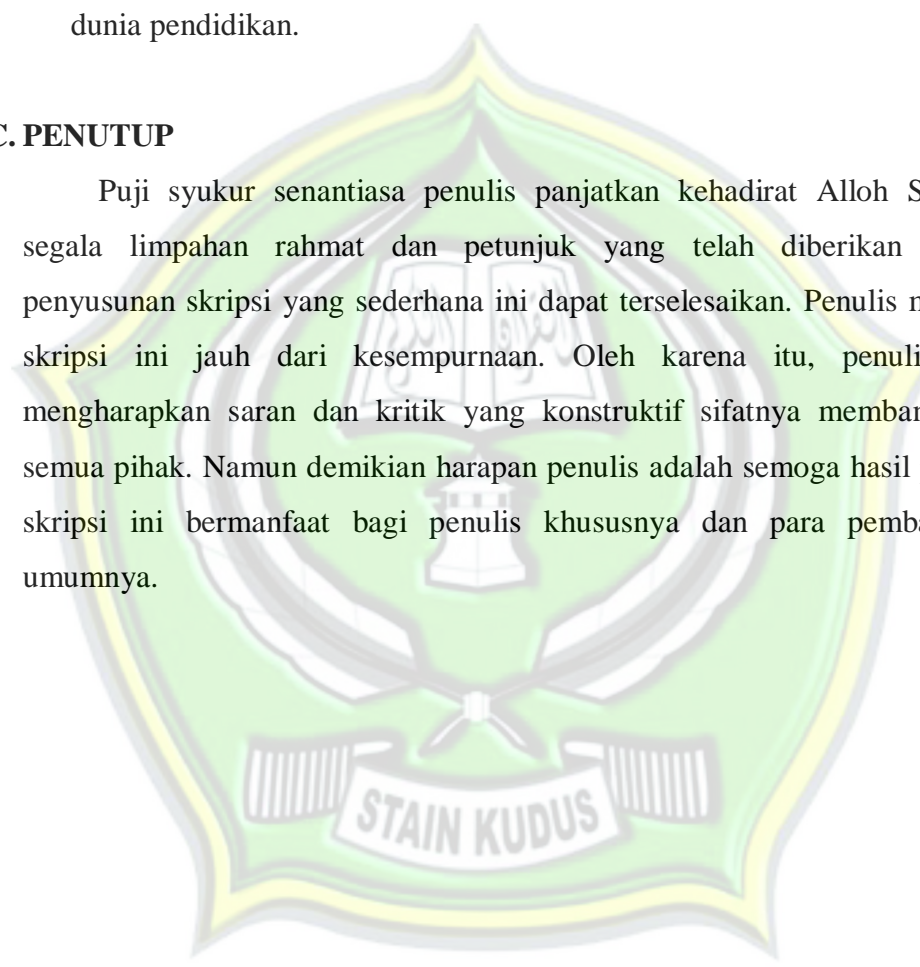 dunia pendidikan.
C. PENUTUP
Puji syukur senantiasa penulis panjatkan kehadirat Alloh S
segala limpahan rahmat dan petunjuk yang telah diberikan
penyusunan skripsi yang sederhana ini dapat terselesaikan. Penulis
skripsi ini jauh dari kesempurnaan. Oleh karena itu, penuli
mengharapkan saran dan kritik yang konstruktif sifatnya memban
semua pihak. Namun demikian harapan penulis adalah semoga hasil
skripsi ini bermanfaat bagi penulis khususnya dan para pemba
umumnya.
STAIN KUDUS